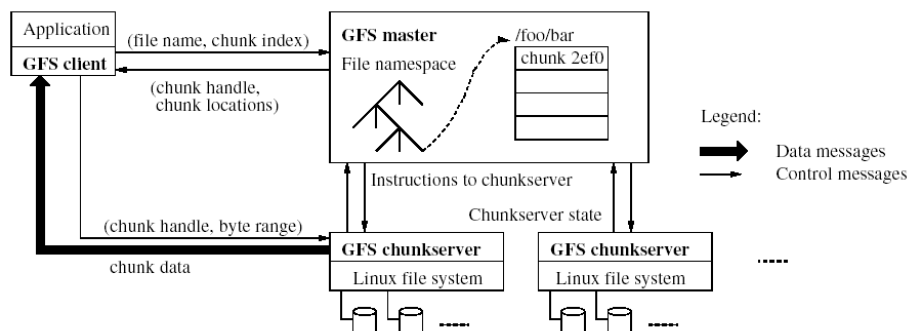 Application
GFS client
(file name, chunk index)
(chunk handle,
chunk locations)
GFS master
File namespace
/foo/bar
chunk 2ef0
Legend:
Data messages
Control messages
Instructions to chunkserver
Chunkserver state
(chunk handle, byte range)
chunk data
GFS chunkserver
Linux file system
GFS chunkserver
Linux file system